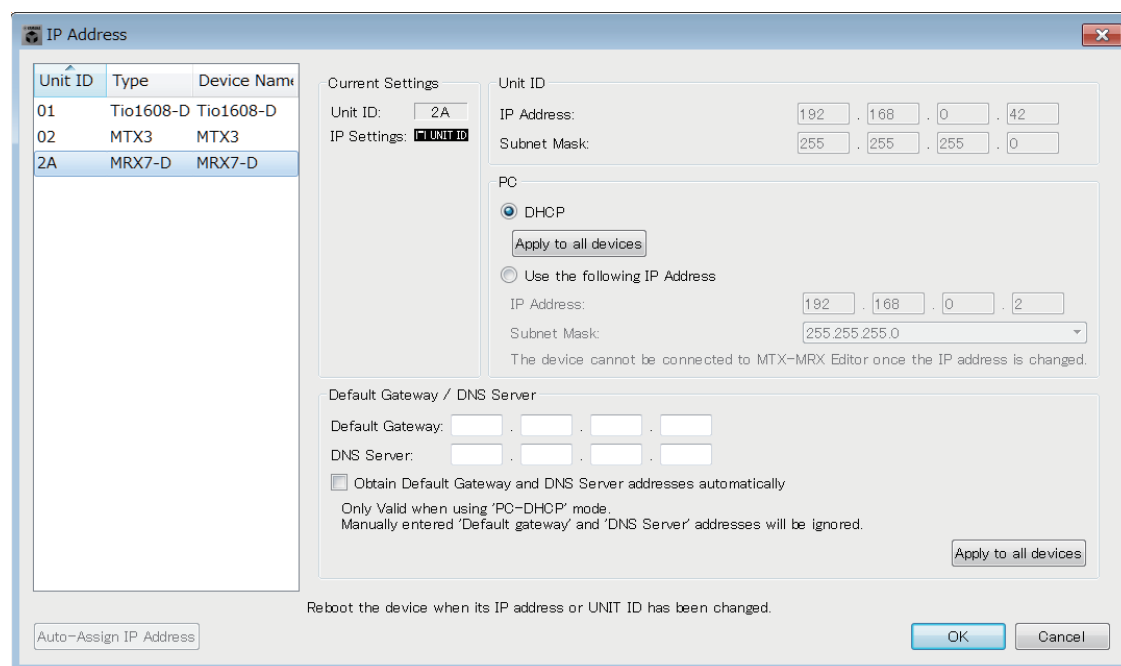 IP Address
Unit ID Type Device Name
01 Tio1608-D Tio1608-D
02 MTX3 MTX3
2A MRX7-D MRX7-D
Current Settings
Unit ID: 2A
IP Settings: UNIT ID
Unit ID
IP Address: 192 . 168 . 0 . 42
Subnet Mask: 255 . 255 . 255 . 0
PC
DHCP
Apply to all devices
Use the following IP Address
IP Address: 192 . 168 . 0 . 2
Subnet Mask: 255.255.255.0
The device cannot be connected to MTX-MRX Editor once the IP address is changed.
Default Gateway / DNS Server
Default Gateway: . . .
DNS Server: . . .
Obtain Default Gateway and DNS Server addresses automatically
Only Valid when using 'PC-DHCP' mode.
Manually entered 'Default gateway' and 'DNS Server' addresses will be ignored.
Apply to all devices
Reboot the device when its IP address or UNIT ID has been changed.
Auto-Assign IP Address
OK Cancel